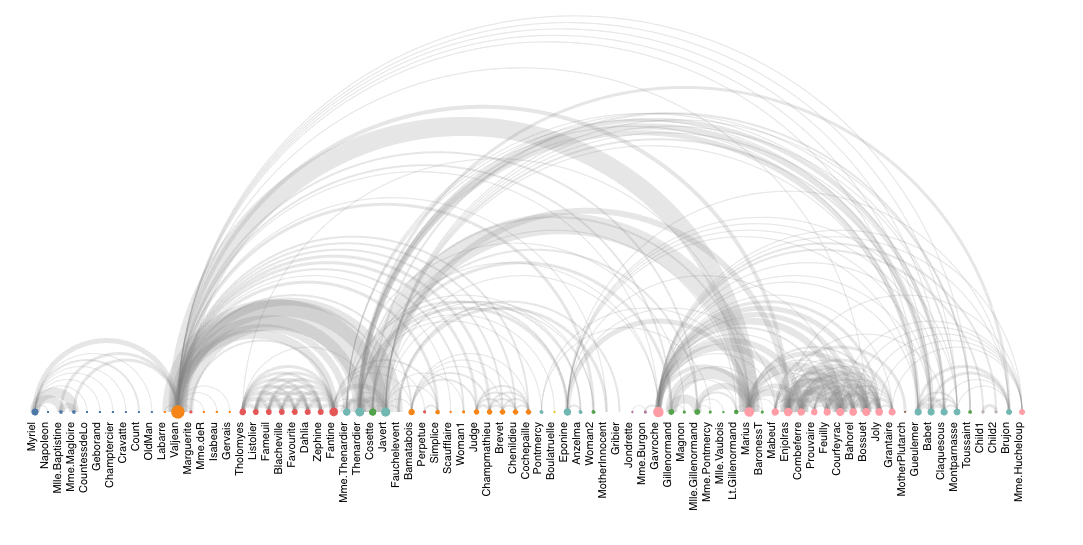 Myriel
Napoleon
Mlle.Baptistine
Mme.Magloire
CountessdeLo
Geborand
Champtercier
Cravatte
Count
OldMan
Labarre
Valjean
Marguerite
Mme.deR
Isabeau
Gervais
Tholomyes
Listolier
Fameuil
Blacheville
Favourite
Dahlia
Zephine
Fantine
Mme.Thenardier
Thenardier
Cosette
Javert
Fauchelevent
Bamatabois
Perpetue
Simplice
Scaufflaire
Woman1
Judge
Champmathieu
Brevet
Chenildieu
Cochepaille
Pontmercy
Boulatruelle
Eponine
Anzelma
Woman2
MotherInnocent
Gribier
Jondrette
Mme.Burgon
Gavroche
Gillenormand
Magnon
Mlle.Gillenormand
Mme.Pontmercy
Mlle.Vaubois
Lt.Gillenormand
Marius
BaronessT
Mabeuf
Enjolras
Combeferre
Prouvaire
Feuilly
Courfeyrac
Bahorel
Bossuet
Joly
Grantaire
MotherPlutarch
Gueulemer
Babet
Claquesous
Montparnasse
Toussaint
Child1
Child2
Brujon
Mme.Hucheloup